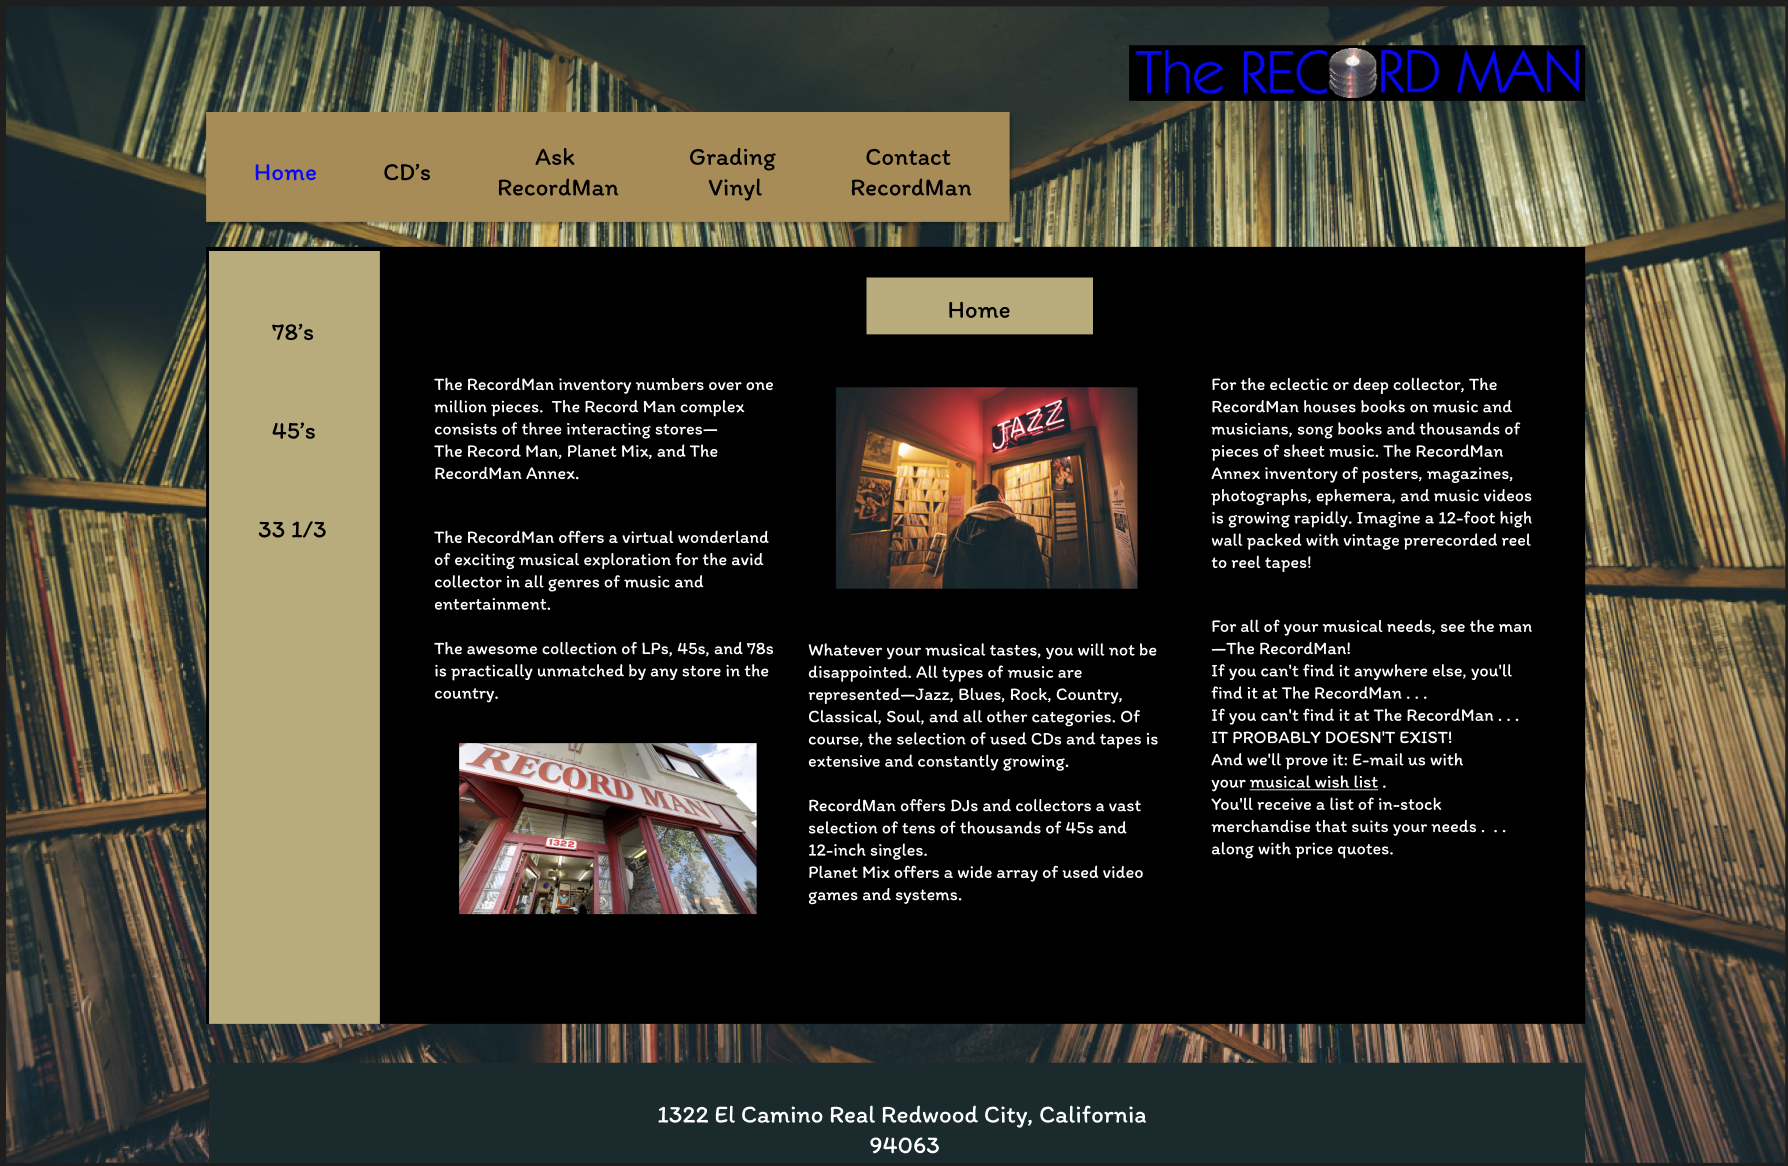 The RECORD MAN
Home
CD’s
Ask
RecordMan
Grading
Vinyl
Contact
RecordMan
78’s
45’s
33 1/3
Home
The RecordMan inventory numbers over one
million pieces.  The Record Man complex
consists of three interacting stores—
The Record Man, Planet Mix, and The
RecordMan Annex.
The RecordMan offers a virtual wonderland
of exciting musical exploration for the avid
collector in all genres of music and
entertainment.
The awesome collection of LPs, 45s, and 78s
is practically unmatched by any store in the
country.
RECORD MAN
1322
JAZZ
Whatever your musical tastes, you will not be
disappointed. All types of music are
represented—Jazz, Blues, Rock, Country,
Classical, Soul, and all other categories. Of
course, the selection of used CDs and tapes is
extensive and constantly growing.
RecordMan offers DJs and collectors a vast
selection of tens of thousands of 45s and
12-inch singles.
Planet Mix offers a wide array of used video
games and systems.
For the eclectic or deep collector, The
RecordMan houses books on music and
musicians, song books and thousands of
pieces of sheet music. The RecordMan
Annex inventory of posters, magazines,
photographs, ephemera, and music videos
is growing rapidly. Imagine a 12-foot high
wall packed with vintage prerecorded reel
to reel tapes!
For all of your musical needs, see the man
—The RecordMan!
If you can't find it anywhere else, you'll
find it at The RecordMan . . .
If you can't find it at The RecordMan . . .
IT PROBABLY DOESN'T EXIST!
And we'll prove it: E-mail us with
your musical wish list .
You'll receive a list of in-stock
merchandise that suits your needs .  . .
along with price quotes.
1322 El Camino Real Redwood City, California
94063